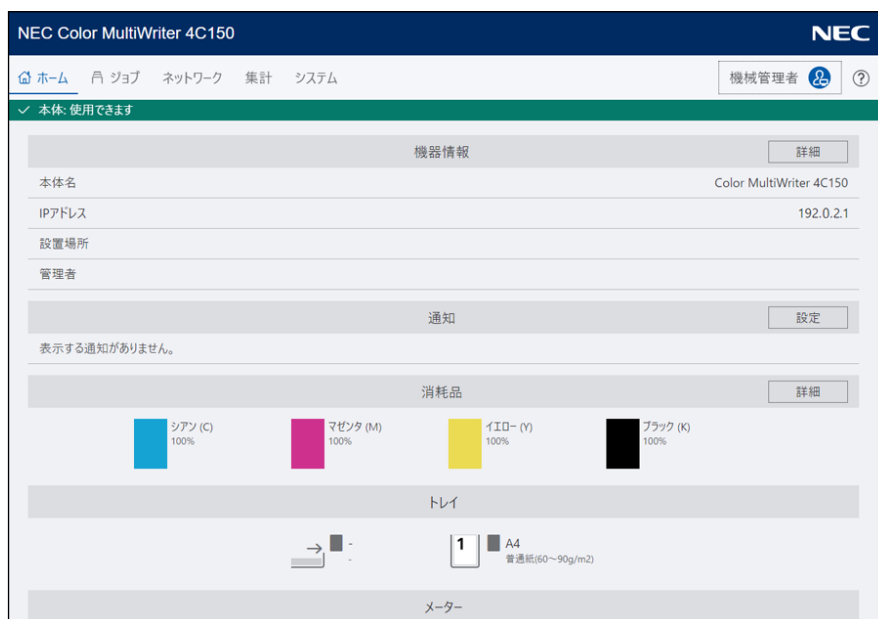 NEC Color MultiWriter 4C150
NEC
ホーム ジョブ ネットワーク 集計 システム 機械管理者 ?
本体: 使用できます
機器情報 詳細
本体名 Color MultiWriter 4C150
IPアドレス 192.0.2.1
設置場所
管理者
通知 設定
表示する通知がありません。
消耗品 詳細
シアン (C) マゼンタ (M) イエロー (Y) ブラック (K)
100% 100% 100% 100%
トレイ
- 1 A4
- 普通紙(60～90g/m2)
メーター